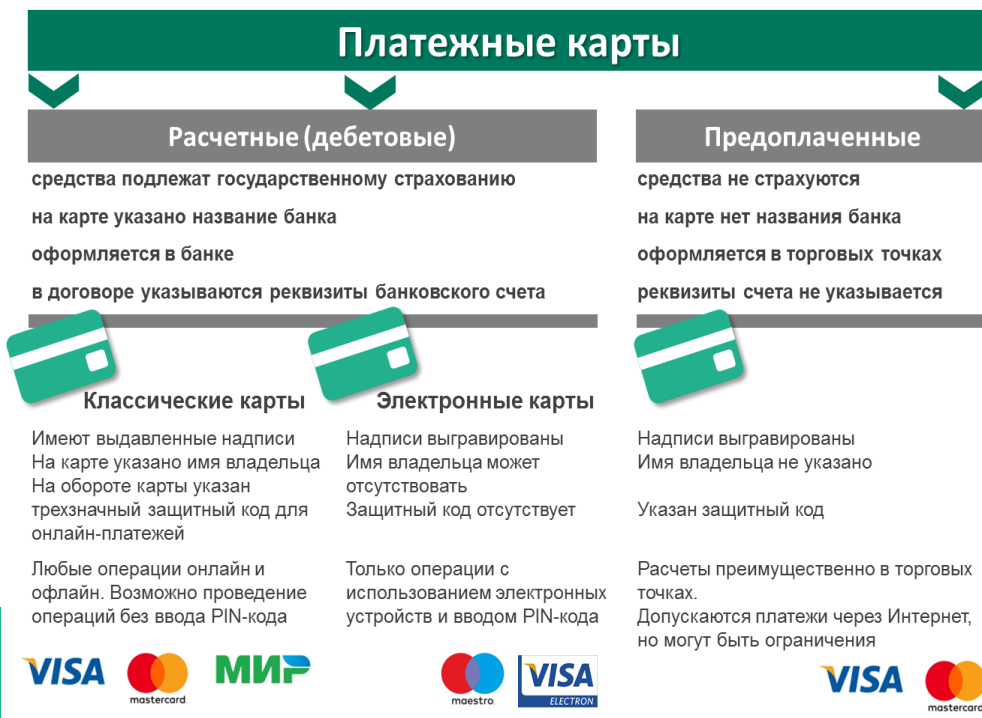 Платежные карты
Расчетные (дебетовые)
средства подлежат государственному страхованию
на карте указано название банка
оформляется в банке
в договоре указываются реквизиты банковского счета
Предоплаченные
средства не страхуются
на карте нет названия банка
оформляется в торговых точках
реквизиты счета не указывается
Классические карты
Имеют выдавленные надписи
На карте указано имя владельца
На обороте карты указан
трехзначный защитный код для
онлайн-платежей
Любые операции онлайн и
офлайн. Возможно проведение
операций без ввода PIN-кода
VISA
mastercard
МИР
Электронные карты
Надписи выгравированы
Имя владельца может
отсутствовать
Защитный код отсутствует
Только операции с
использованием электронных
устройств и вводом PIN-кода
maestro
VISA
ELECTRON
Надписи выгравированы
Имя владельца не указано
Указан защитный код
Расчеты преимущественно в торговых
точках.
Допускаются платежи через Интернет,
но могут быть ограничения
VISA
mastercard